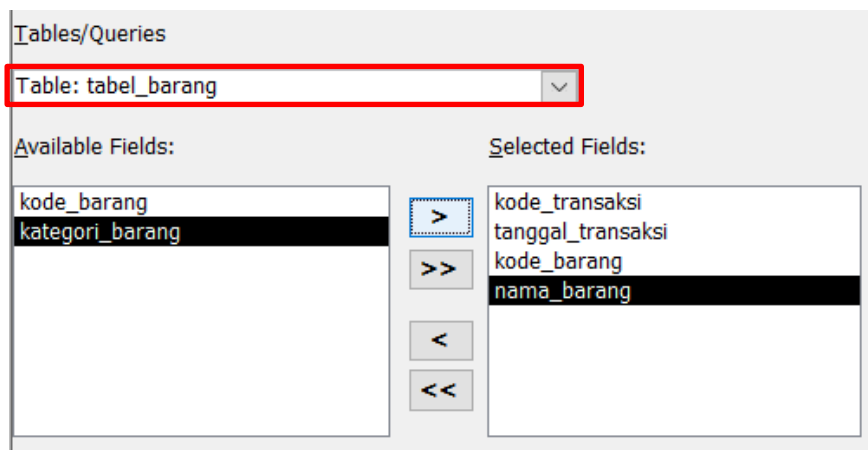 Tables/Queries
Table: tabel_barang
Available Fields:
Selected Fields:
kode_barang
kategori_barang
>
>>
<
<<
kode_transaksi
tanggal_transaksi
kode_barang
nama_barang